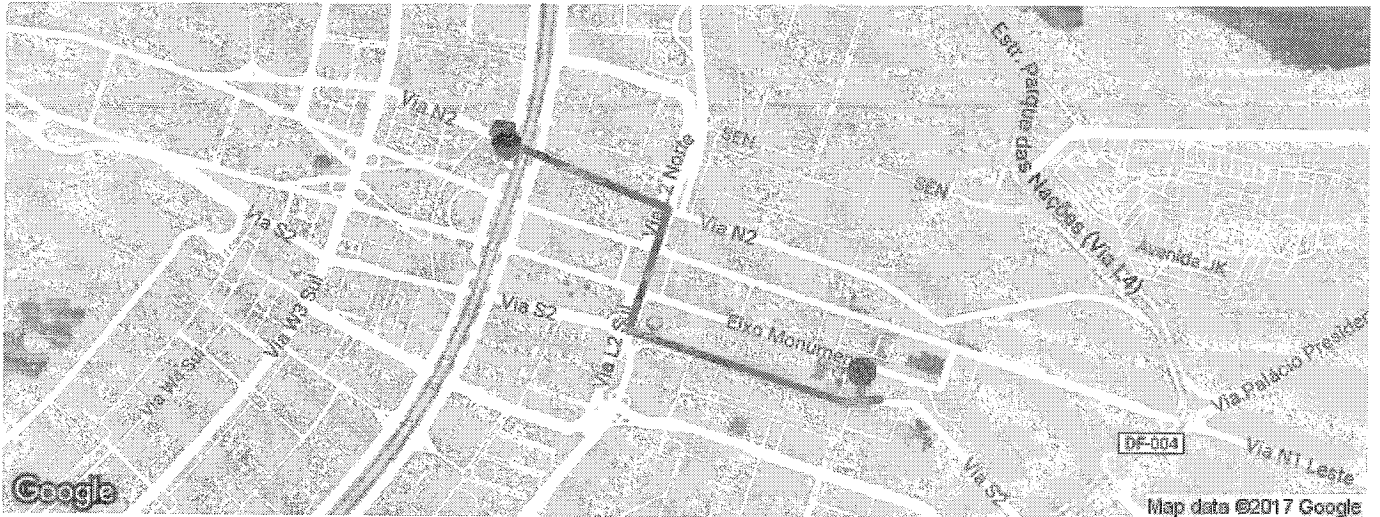 Estr. Parque das Nações (Via L4)
Via N2
SEN
SEN
Via N2
Via S2
Avenida JK
Via W3 Sul
Via S2
Via L2 Sul
Eixo Monumen
Via W4 Sul
Via Palácio Presiden
DF-004
Via N1 Leste
Via S2
Google
Map data ©2017 Google